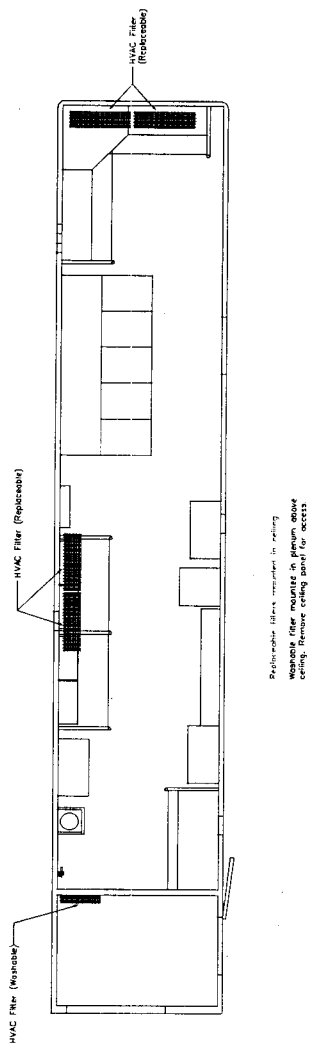 HVAC Filter
(Replaceable)
HVAC Filter (Replaceable)
HVAC Filter (Washable)
Replaceable filters mounted in ceiling
Washable filter mounted in plenum above
ceiling. Remove ceiling panel for access.